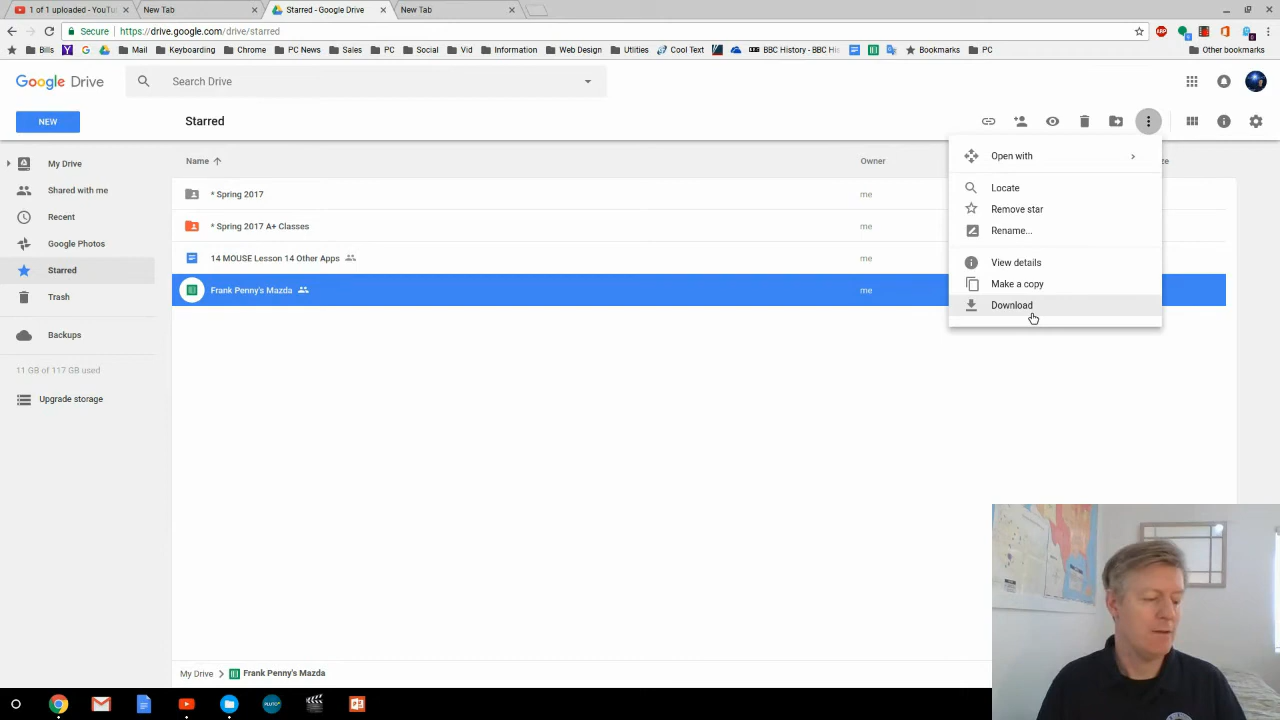 1 of 1 uploaded - YouTu
New Tab
Starred - Google Drive
New Tab
Secure https://drive.google.com/drive/starred
Bills
Mail
Keyboarding
Chrome
PC News
Sales
PC
Social
Vid
Information
Web Design
Utilities
Cool Text
BBC History - BBC His
Bookmarks
PC
Other bookmarks
Google Drive
Search Drive
NEW
Starred
My Drive
Shared with me
Recent
Google Photos
Starred
Trash
Backups
11 GB of 117 GB used
Upgrade storage
Name
Owner
* Spring 2017
me
* Spring 2017 A+ Classes
me
14 MOUSE Lesson 14 Other Apps
me
Frank Penny's Mazda
me
Open with
Locate
Remove star
Rename...
View details
Make a copy
Download
My Drive
Frank Penny's Mazda